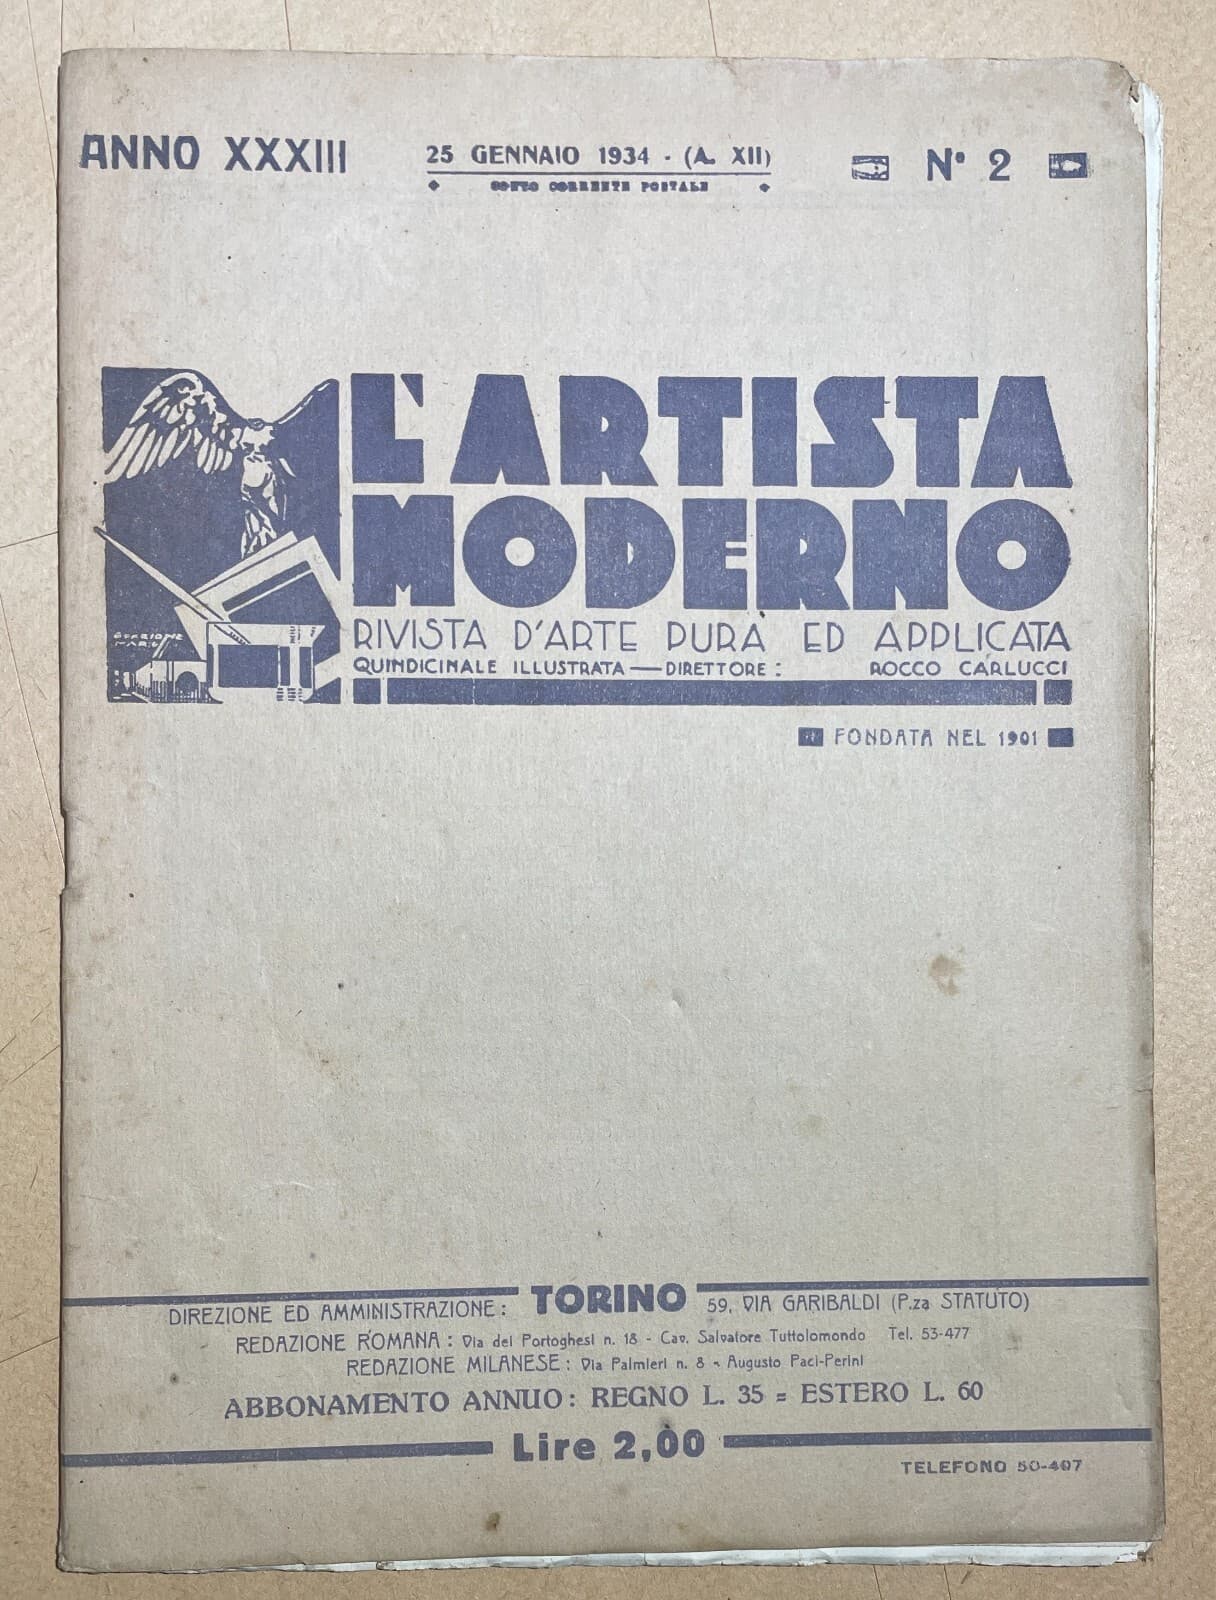 ANNO XXXIII
25 GENNAIO 1934 - (A. XII)
CONTO CORRENTE POSTALE
N° 2
L'ARTISTA
MODERNO
RIVISTA D'ARTE PURA ED APPLICATA
QUINDICINALE ILLUSTRATA — DIRETTORE : ROCCO CARLUCCI
FONDATA NEL 1901
DIREZIONE ED AMMINISTRAZIONE : TORINO 59, VIA GARIBALDI (P.za STATUTO)
REDAZIONE ROMANA : Via dei Portoghesi n. 18 - Cav. Salvatore Tuttolomondo Tel. 53-477
REDAZIONE MILANESE : Via Palmieri n. 8 - Augusto Paci-Perini
ABBONAMENTO ANNUO : REGNO L. 35 = ESTERO L. 60
Lire 2,00
TELEFONO 50-407